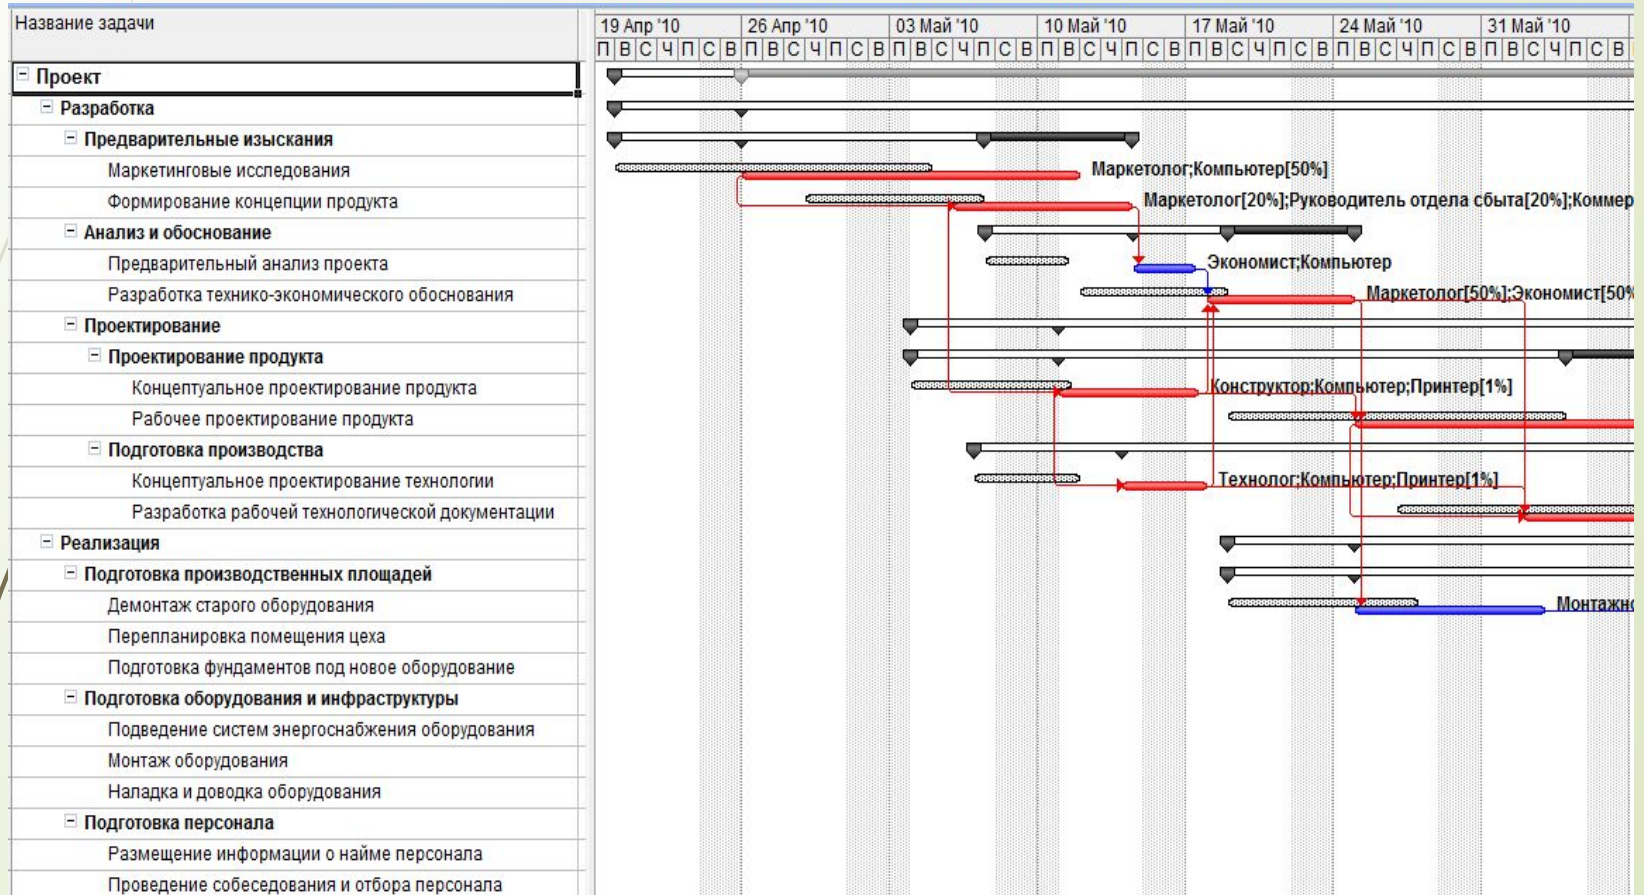 Название задачи
19 Апр '10 26 Апр '10 03 Май '10 10 Май '10 17 Май '10 24 Май '10 31 Май '10
П В С Ч П С В П В С Ч П С В П В С Ч П С В П В С Ч П С В П В С Ч П С В П В С Ч П С В П В С Ч П С В
Проект
Разработка
Предварительные изыскания
Маркетинговые исследования Маркетолог;Компьютер[50%]
Формирование концепции продукта Маркетолог[20%];Руководитель отдела сбыта[20%];Коммер
Анализ и обоснование
Предварительный анализ проекта Экономист;Компьютер
Разработка технико-экономического обоснования Маркетолог[50%];Экономист[50%
Проектирование
Проектирование продукта
Концептуальное проектирование продукта Конструктор;Компьютер;Принтер[1%]
Рабочее проектирование продукта
Подготовка производства
Концептуальное проектирование технологии Технолог;Компьютер;Принтер[1%]
Разработка рабочей технологической документации
Реализация
Подготовка производственных площадей
Демонтаж старого оборудования Монтажно
Перепланировка помещения цеха
Подготовка фундаментов под новое оборудование
Подготовка оборудования и инфраструктуры
Подведение систем энергоснабжения оборудования
Монтаж оборудования
Наладка и доводка оборудования
Подготовка персонала
Размещение информации о найме персонала
Проведение собеседования и отбора персонала